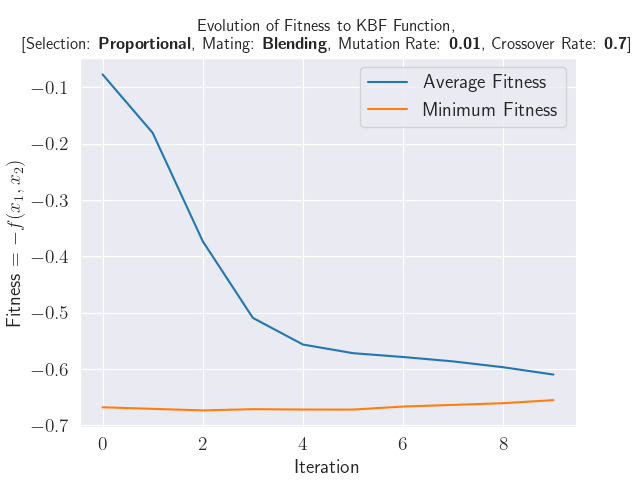 Evolution of Fitness to KBF Function,
[Selection: Proportional, Mating: Blending, Mutation Rate: 0.01, Crossover Rate: 0.7]
Average Fitness
Minimum Fitness
Fitness = −f(x₁, x₂)
−0.1
−0.2
−0.3
−0.4
−0.5
−0.6
−0.7
0 2 4 6 8
Iteration